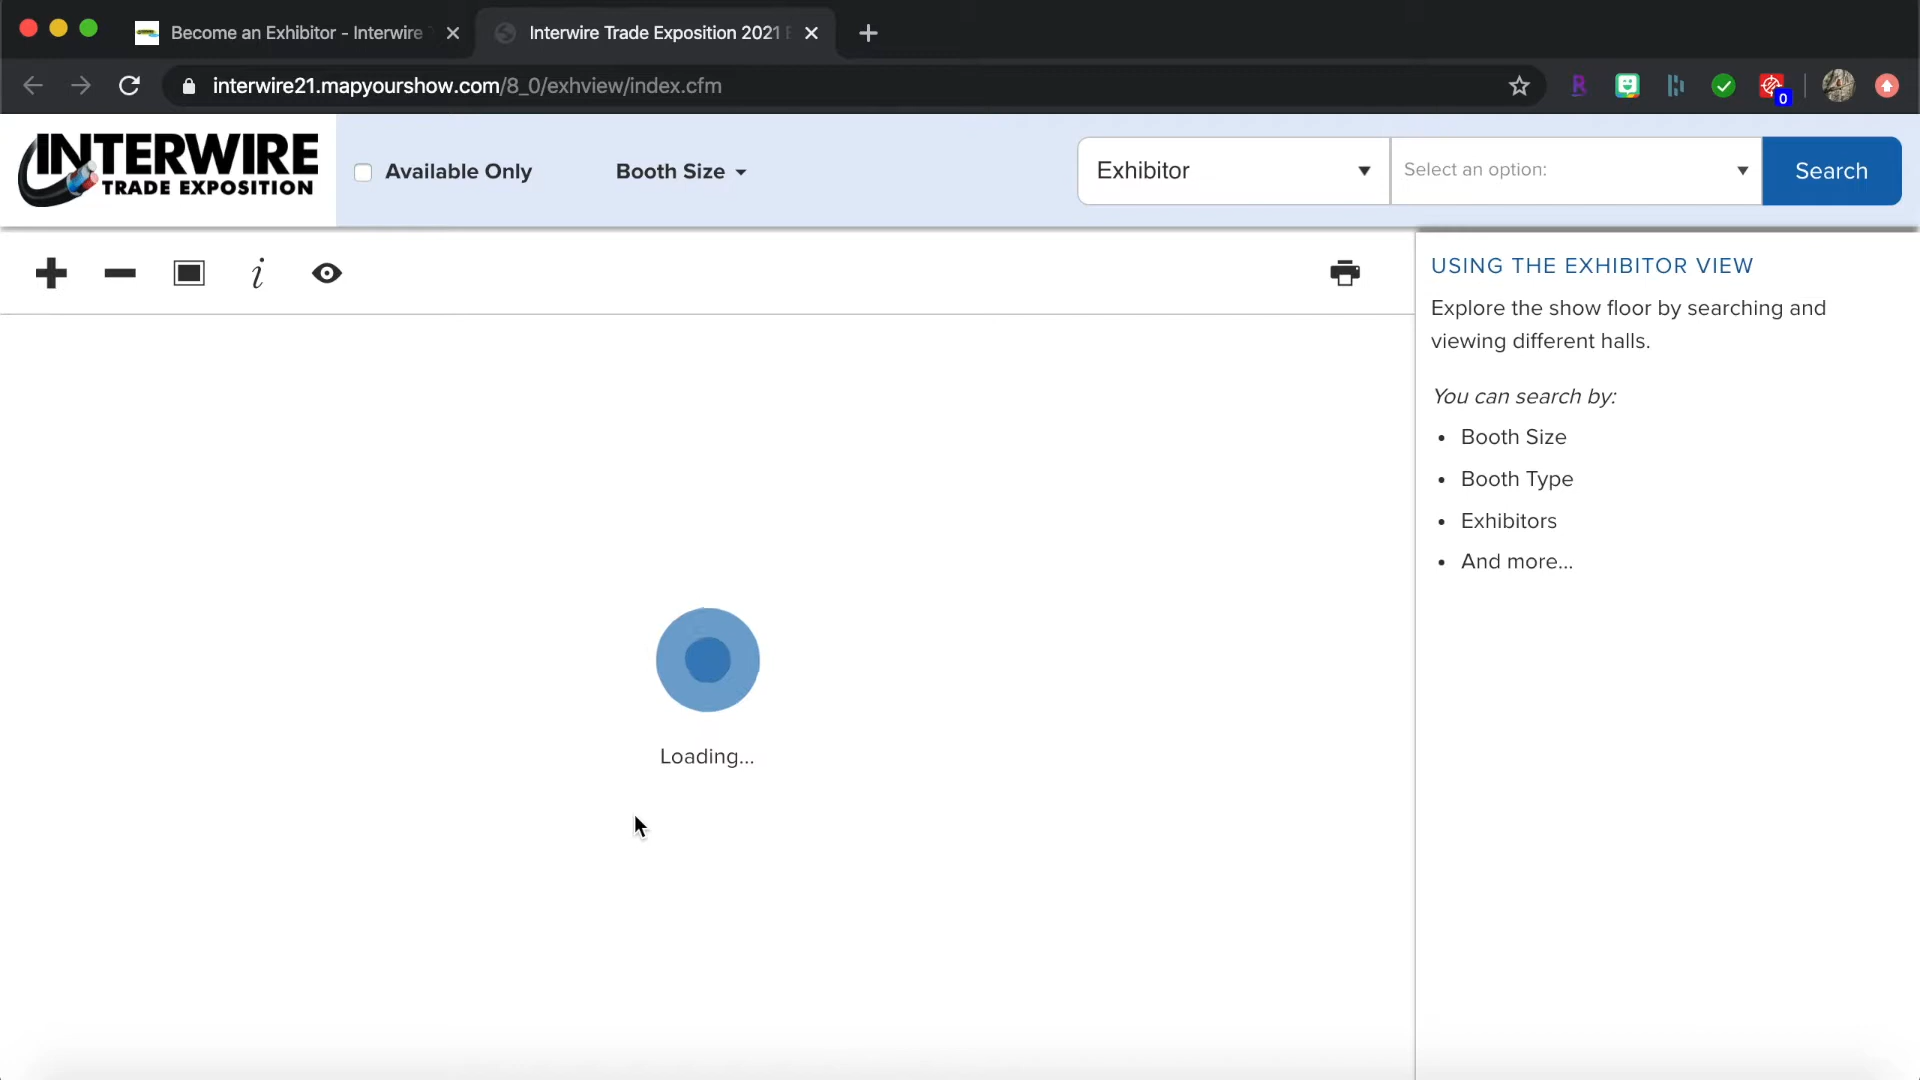 Become an Exhibitor - Interwire
Interwire Trade Exposition 2021
interwire21.mapyourshow.com/8_0/exhview/index.cfm
0
INTERWIRE
TRADE EXPOSITION
Available Only
Booth Size
Exhibitor
Select an option:
Search
i
USING THE EXHIBITOR VIEW
Explore the show floor by searching and
viewing different halls.
You can search by:
• Booth Size
• Booth Type
• Exhibitors
• And more...
Loading...